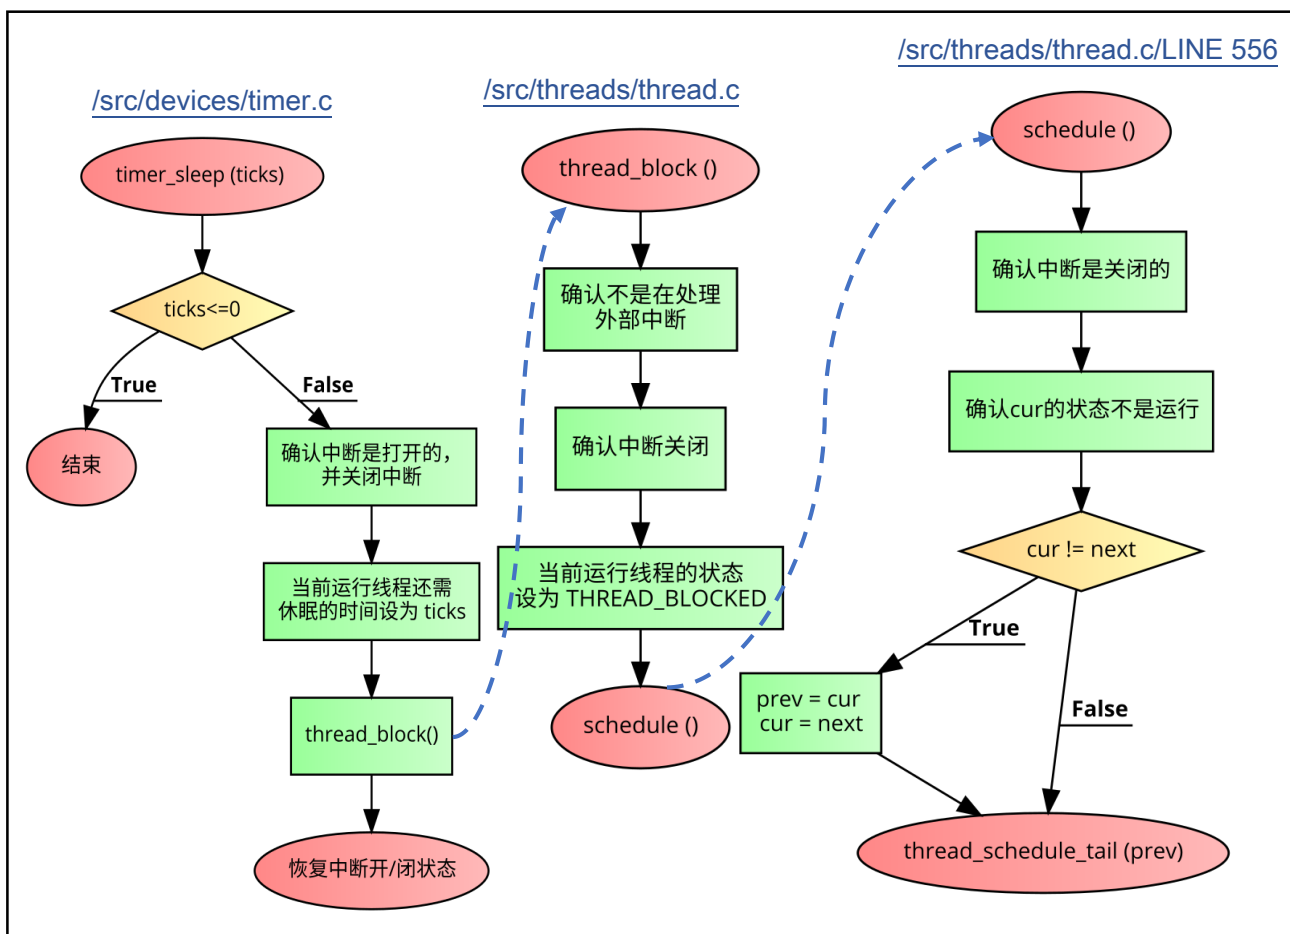 /src/devices/timer.c
timer_sleep (ticks)
ticks<=0
True
False
结束
确认中断是打开的，
并关闭中断
当前运行线程还需
休眠的时间设为 ticks
thread_block()
恢复中断开/闭状态
/src/threads/thread.c
thread_block ()
确认不是在处理
外部中断
确认中断关闭
当前运行线程的状态
设为 THREAD_BLOCKED
schedule ()
/src/threads/thread.c/LINE 556
schedule ()
确认中断是关闭的
确认cur的状态不是运行
cur != next
True
False
prev = cur
cur = next
thread_schedule_tail (prev)